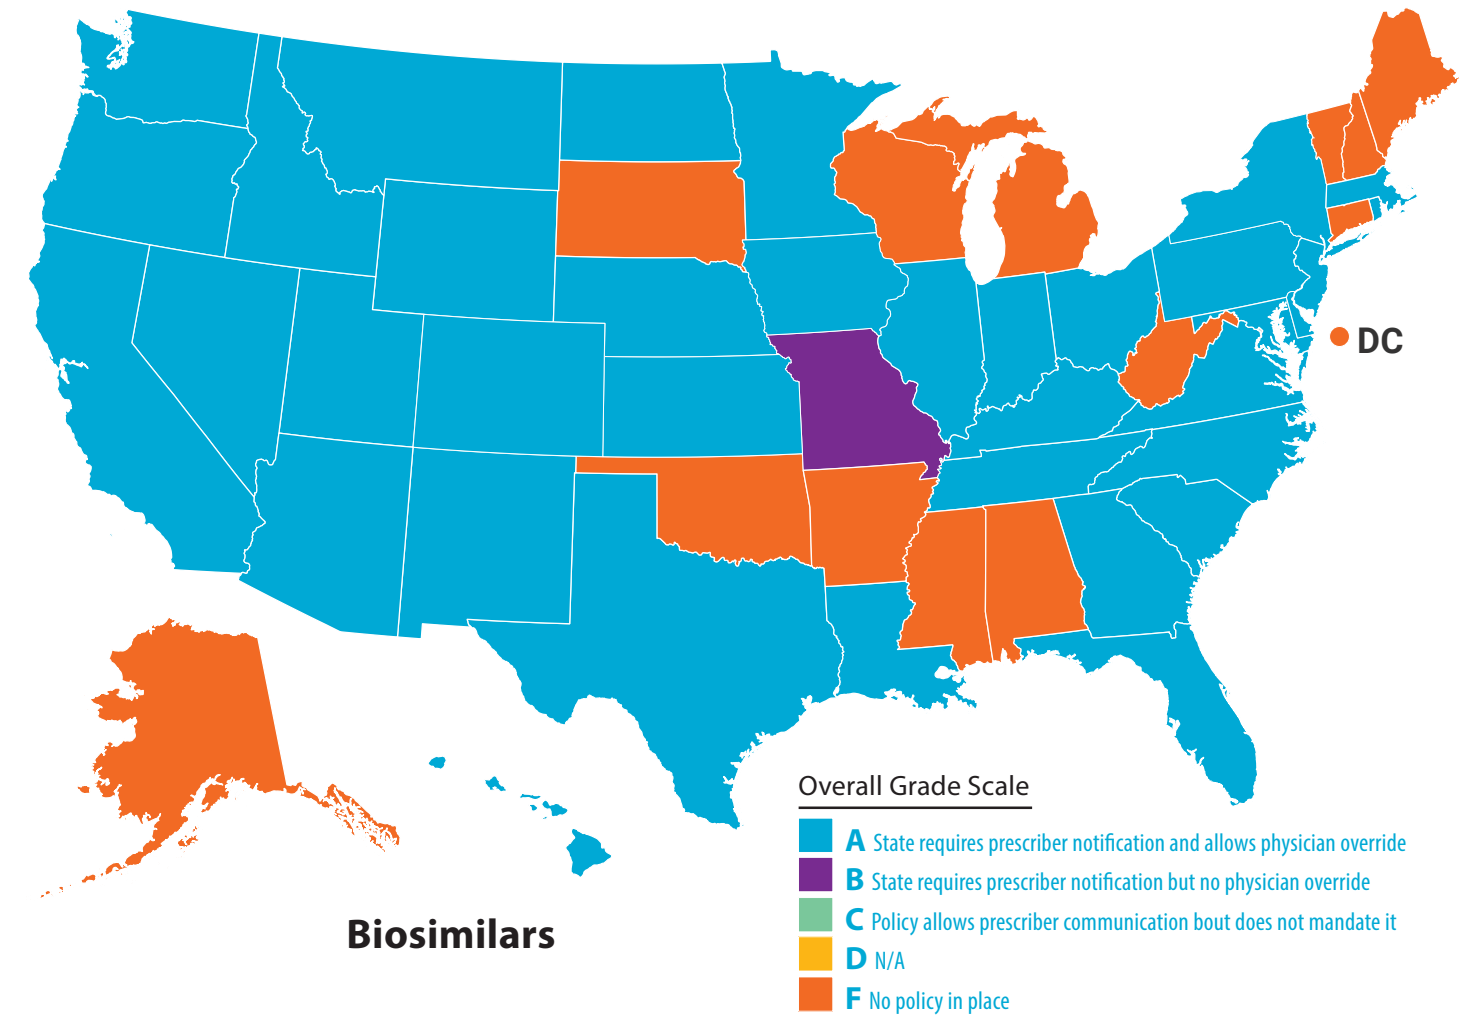 DC
Overall Grade Scale
A State requires prescriber notification and allows physician override
B State requires prescriber notification but no physician override
C Policy allows prescriber communication bout does not mandate it
D N/A
F No policy in place
Biosimilars